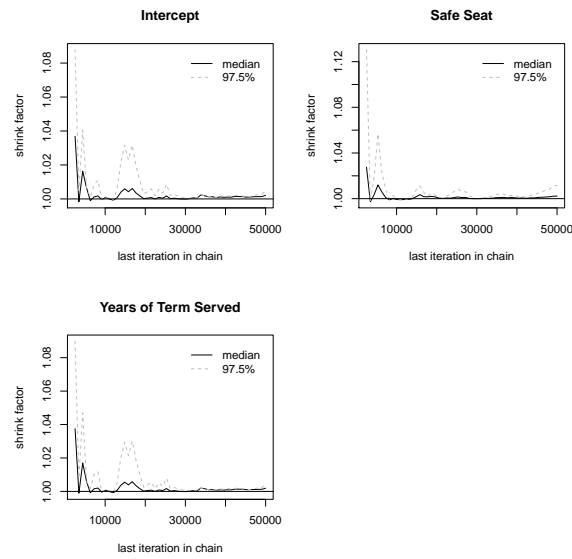 Intercept
shrink factor
1.00 1.02 1.04 1.06 1.08
median
97.5%
10000 30000 50000
last iteration in chain
Safe Seat
shrink factor
1.00 1.04 1.12
median
97.5%
10000 30000 50000
last iteration in chain
Years of Term Served
shrink factor
1.00 1.02 1.04 1.06 1.08
median
97.5%
10000 30000 50000
last iteration in chain